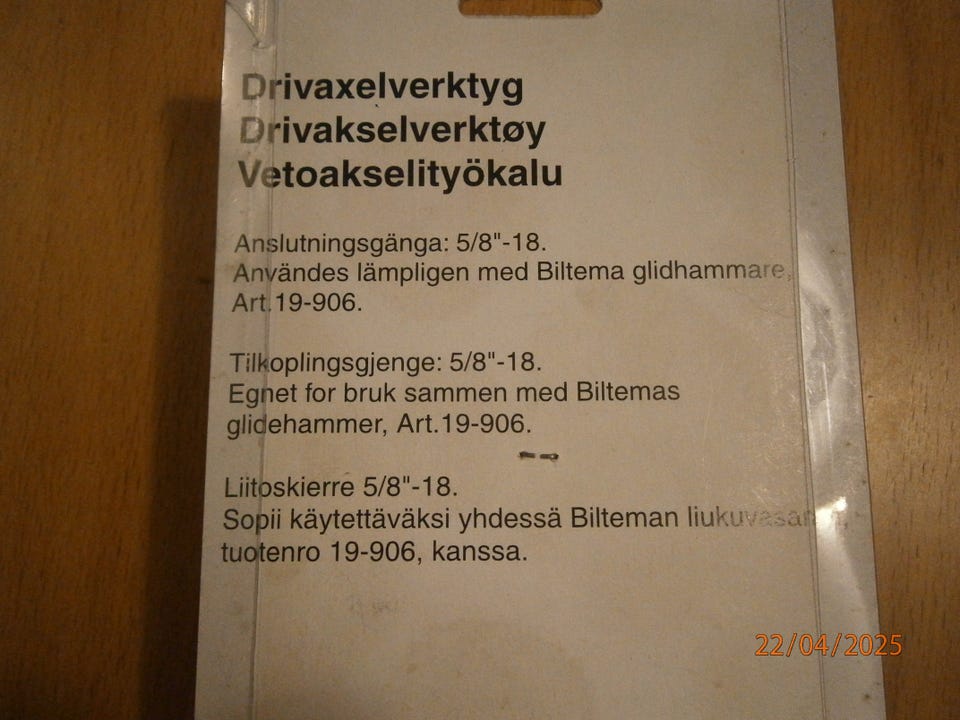 Drivaxelverktyg
Drivakselverktøy
Vetoakselityökalu
Anslutningsgänga: 5/8"-18.
Användes lämpligen med Biltema glidhammare,
Art.19-906.
Tilkoplingsgjenge: 5/8"-18.
Egnet for bruk sammen med Biltemas
glidehammer, Art.19-906.
Liitoskierre 5/8"-18.
Sopii käytettäväksi yhdessä Bilteman
tuotenro 19-906, kanssa.
22/04/2025